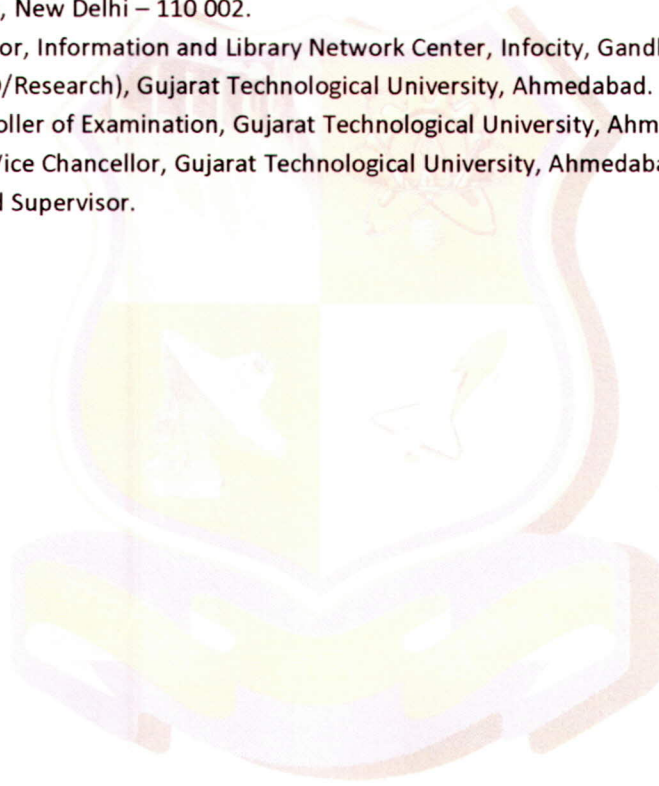 , New Delhi – 110 002.
or, Information and Library Network Center, Infocity, Gandh
/Research), Gujarat Technological University, Ahmedabad.
oller of Examination, Gujarat Technological University, Ahm
ice Chancellor, Gujarat Technological University, Ahmedaba
Supervisor.